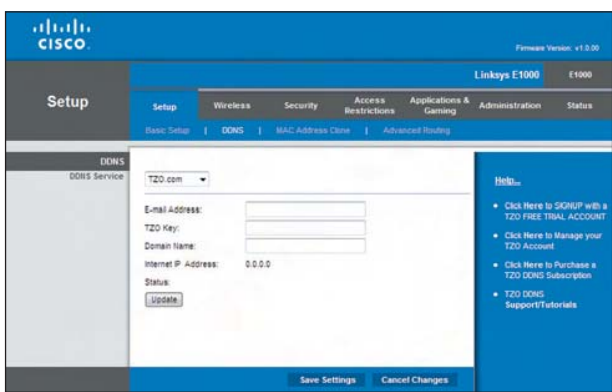 CISCO
Firmware Version: v1.0.00
Linksys E1000 E1000
Setup
Setup Wireless Security Access Restrictions Applications & Gaming Administration Status
Basic Setup | DDNS | MAC Address Clone | Advanced Routing
DDNS
DDNS Service
TZO.com
E-mail Address:
TZO Key:
Domain Name:
Internet IP Address: 0.0.0.0
Status:
Update
Help...
Click Here to SIGNUP with a
TZO FREE TRIAL ACCOUNT
Click Here to Manage your
TZO Account
Click Here to Purchase a
TZO DDNS Subscription
TZO DDNS
Support/Tutorials
Save Settings Cancel Changes